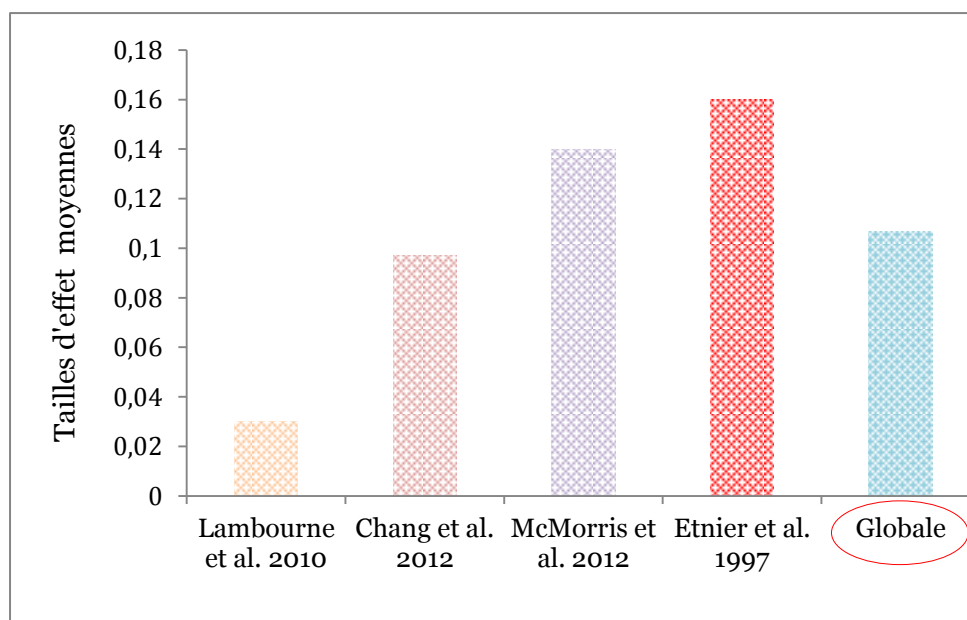 Tailles d'effet moyennes
0,18
0,16
0,14
0,12
0,1
0,08
0,06
0,04
0,02
0
Lambourne
et al. 2010
Chang et al.
2012
McMorris et
al. 2012
Etnier et al.
1997
Globale